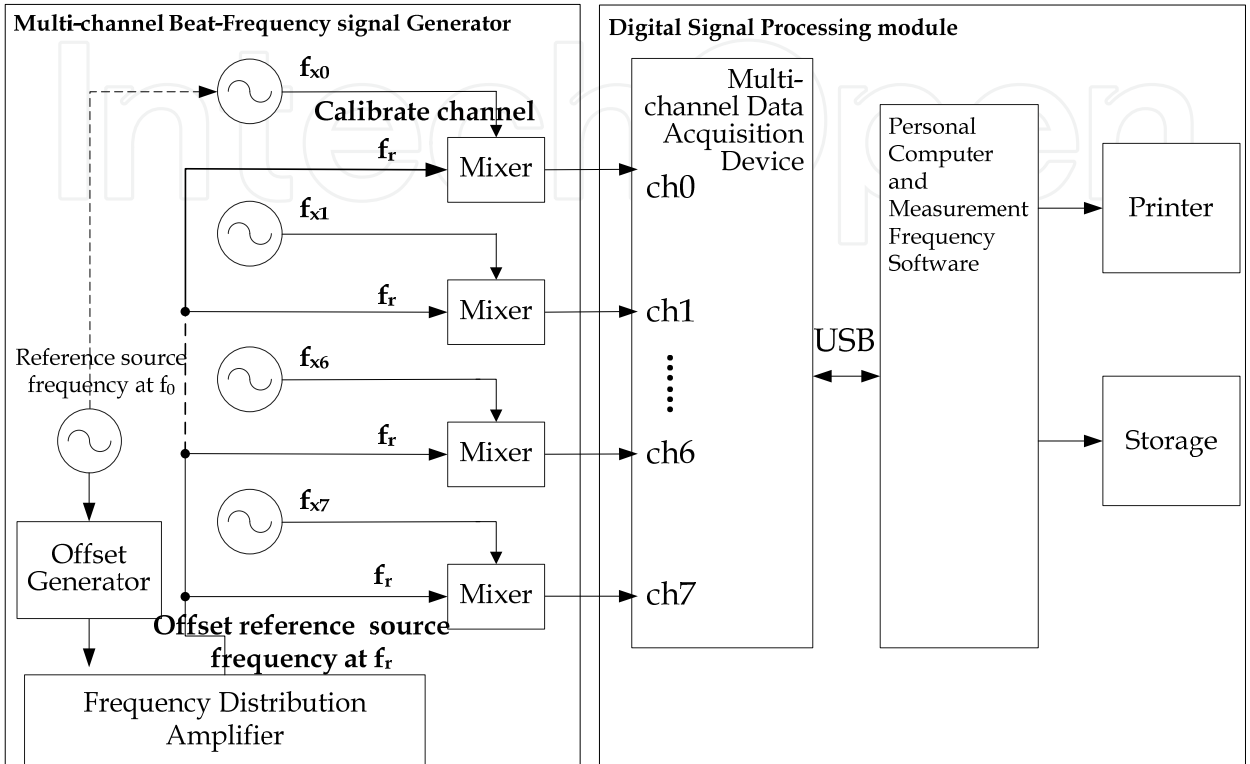 Multi-channel Beat-Frequency signal Generator
fx0
Calibrate channel
fr
Mixer
fx1
fr
Mixer
Reference source
frequency at f0
fx6
fr
Mixer
fx7
Offset
Generator
fr
Mixer
Offset reference source
frequency at fr
Frequency Distribution
Amplifier
Digital Signal Processing module
Multi-
channel Data
Acquisition
Device
ch0
ch1
ch6
ch7
USB
Personal
Computer
and
Measurement
Frequency
Software
Printer
Storage
IntechOpen